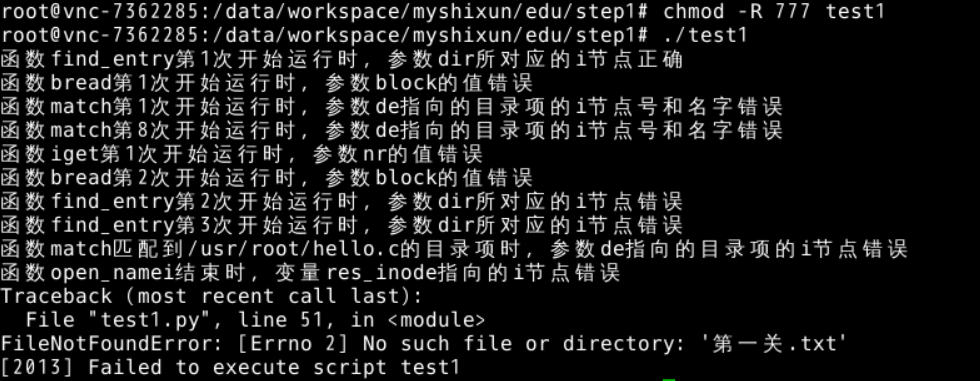 root@vnc-7362285:/data/workspace/myshixun/edu/step1# chmod -R 777 test1
root@vnc-7362285:/data/workspace/myshixun/edu/step1# ./test1
函数find_entry第1次开始运行时，参数dir所对应的i节点正确
函数bread第1次开始运行时，参数block的值错误
函数match第1次开始运行时，参数de指向的目录项的i节点号和名字错误
函数match第8次开始运行时，参数de指向的目录项的i节点号和名字错误
函数iget第1次开始运行时，参数nr的值错误
函数bread第2次开始运行时，参数block的值错误
函数find_entry第2次开始运行时，参数dir所对应的i节点错误
函数find_entry第3次开始运行时，参数dir所对应的i节点错误
函数match匹配到/usr/root/hello.c的目录项时，参数de指向的目录项的i节点错误
函数open_namei结束时，变量res_inode指向的i节点错误
Traceback (most recent call last):
  File "test1.py", line 51, in <module>
FileNotFoundError: [Errno 2] No such file or directory: '第一关.txt'
[2013] Failed to execute script test1